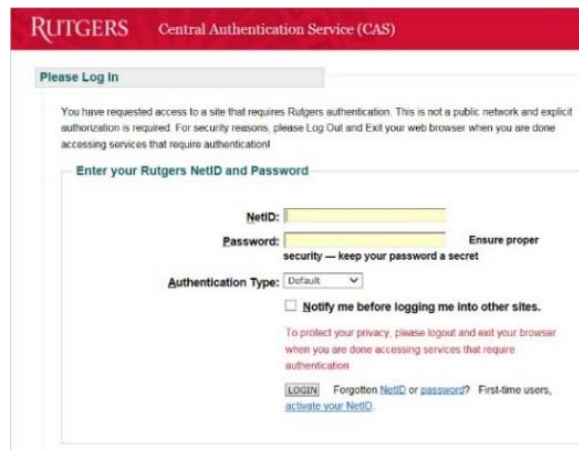 RUTGERS Central Authentication Service (CAS)
Please Log In
You have requested access to a site that requires Rutgers authentication. This is not a public network and explicit
authorization is required. For security reasons, please Log Out and Exit your web browser when you are done
accessing services that require authentication!
Enter your Rutgers NetID and Password
NetID:
Password: Ensure proper
security — keep your password a secret
Authentication Type: Default
Notify me before logging me into other sites.
To protect your privacy, please logout and exit your browser
when you are done accessing services that require
authentication
LOGIN Forgotten NetID or password? First-time users,
activate your NetID.